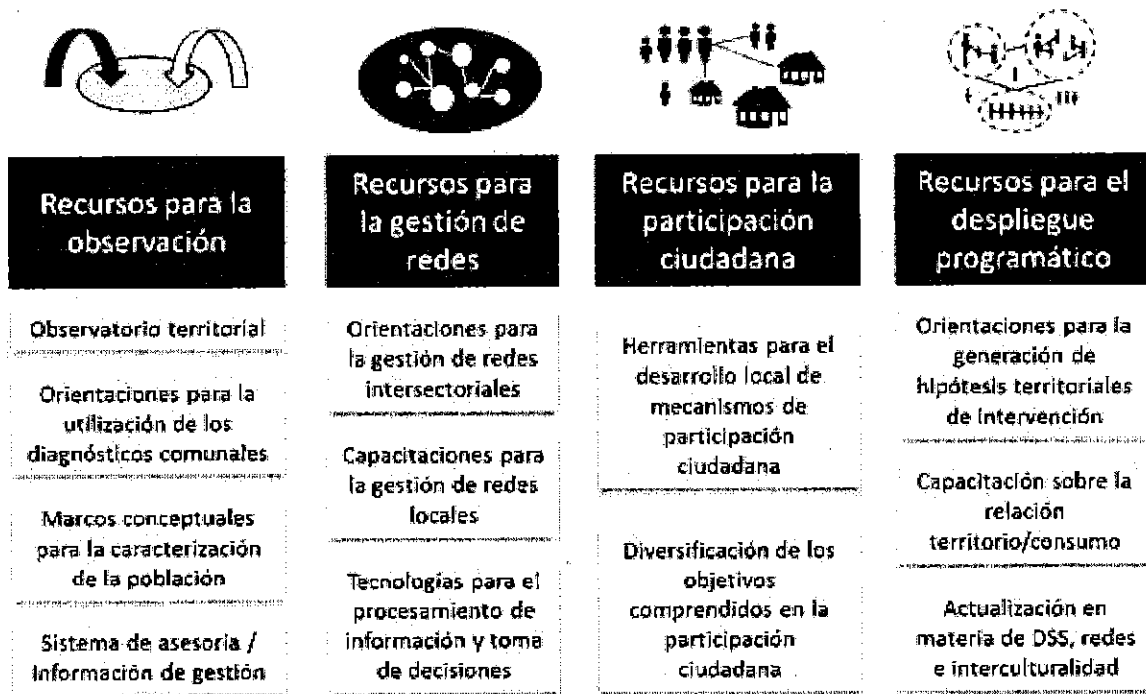 Recursos para la
observación
Observatorio territorial
Orientaciones para la
utilización de los
diagnósticos comunales
Marcos conceptuales
para la caracterización
de la población
Sistema de asesoría /
Información de gestión
Recursos para
la gestión de
redes
Orientaciones para
la gestión de redes
intersectoriales
Capacitaciones para
la gestión de redes
locales
Tecnologías para el
procesamiento de
información y toma
de decisiones
Recursos para la
participación
ciudadana
Herramientas para el
desarrollo local de
mecanismos de
participación
ciudadana
Diversificación de los
objetivos
comprendidos en la
participación
ciudadana
Recursos para el
despliegue
programático
Orientaciones para la
generación de
hipótesis territoriales
de intervención
Capacitación sobre la
relación
territorio/consumo
Actualización en
materia de DSS, redes
e interculturalidad